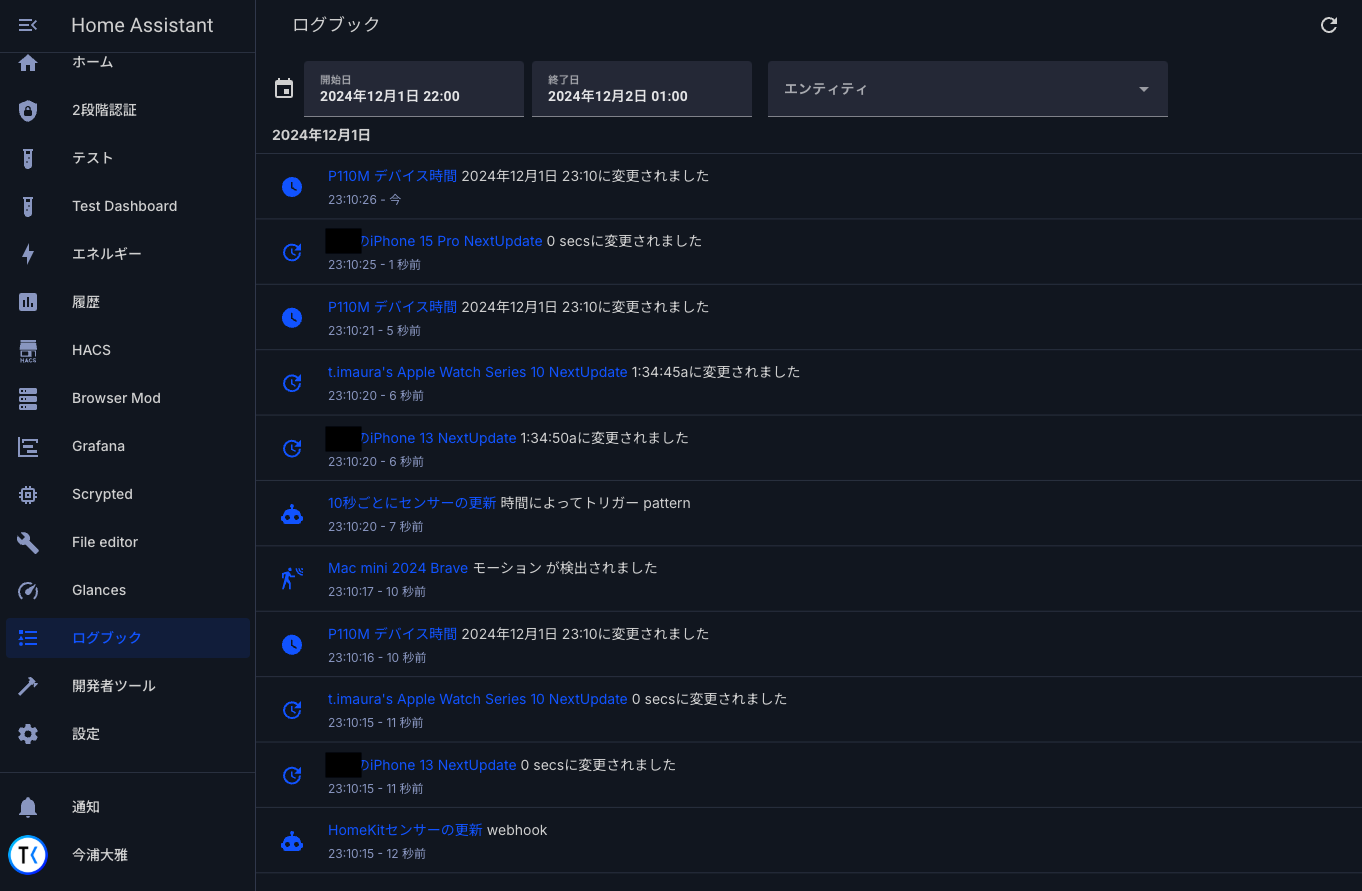 Home Assistant
ホーム
2段階認証
テスト
Test Dashboard
エネルギー
履歴
HACS
HACS
Browser Mod
Grafana
Scrypted
File editor
Glances
ログブック
開発者ツール
設定
通知
今浦大雅
ログブック
開始日
2024年12月1日 22:00
終了日
2024年12月2日 01:00
エンティティ
2024年12月1日
P110M デバイス時間 2024年12月1日 23:10に変更されました
23:10:26 - 今
のiPhone 15 Pro NextUpdate 0 secsに変更されました
23:10:25 - 1 秒前
P110M デバイス時間 2024年12月1日 23:10に変更されました
23:10:21 - 5 秒前
t.imaura's Apple Watch Series 10 NextUpdate 1:34:45aに変更されました
23:10:20 - 6 秒前
のiPhone 13 NextUpdate 1:34:50aに変更されました
23:10:20 - 6 秒前
10秒ごとにセンサーの更新 時間によってトリガー pattern
23:10:20 - 7 秒前
Mac mini 2024 Brave モーション が検出されました
23:10:17 - 10 秒前
P110M デバイス時間 2024年12月1日 23:10に変更されました
23:10:16 - 10 秒前
t.imaura's Apple Watch Series 10 NextUpdate 0 secsに変更されました
23:10:15 - 11 秒前
のiPhone 13 NextUpdate 0 secsに変更されました
23:10:15 - 11 秒前
HomeKitセンサーの更新 webhook
23:10:15 - 12 秒前